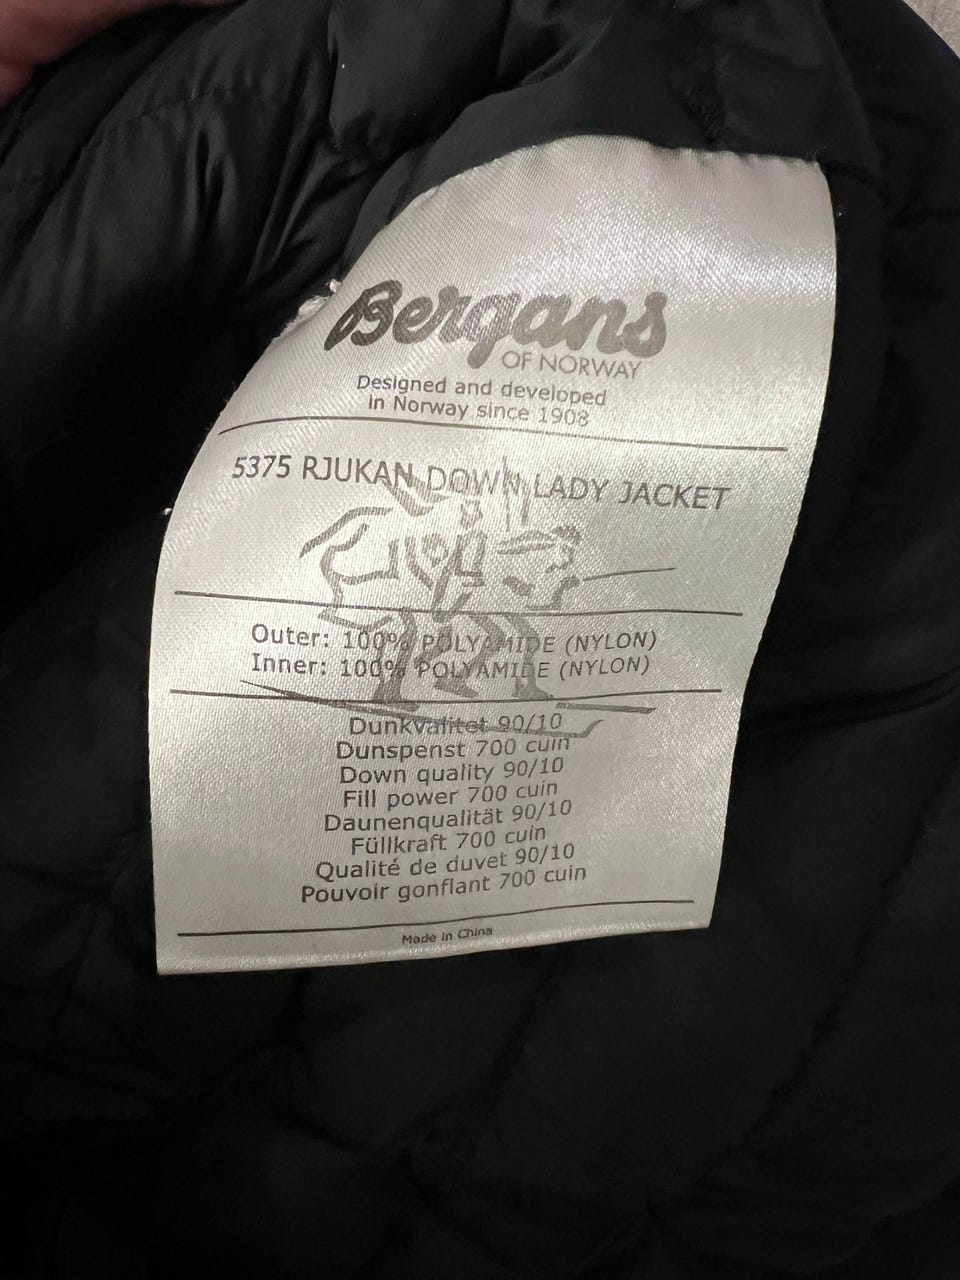 Bergans
OF NORWAY
Designed and developed
in Norway since 1908
5375 RJUKAN DOWN LADY JACKET
Outer: 100% POLYAMIDE (NYLON)
Inner: 100% POLYAMIDE (NYLON)
Dunkvalitet 90/10
Dunspenst 700 cuin
Down quality 90/10
Fill power 700 cuin
Daunenqualität 90/10
Füllkraft 700 cuin
Qualité de duvet 90/10
Pouvoir gonflant 700 cuin
Made in China